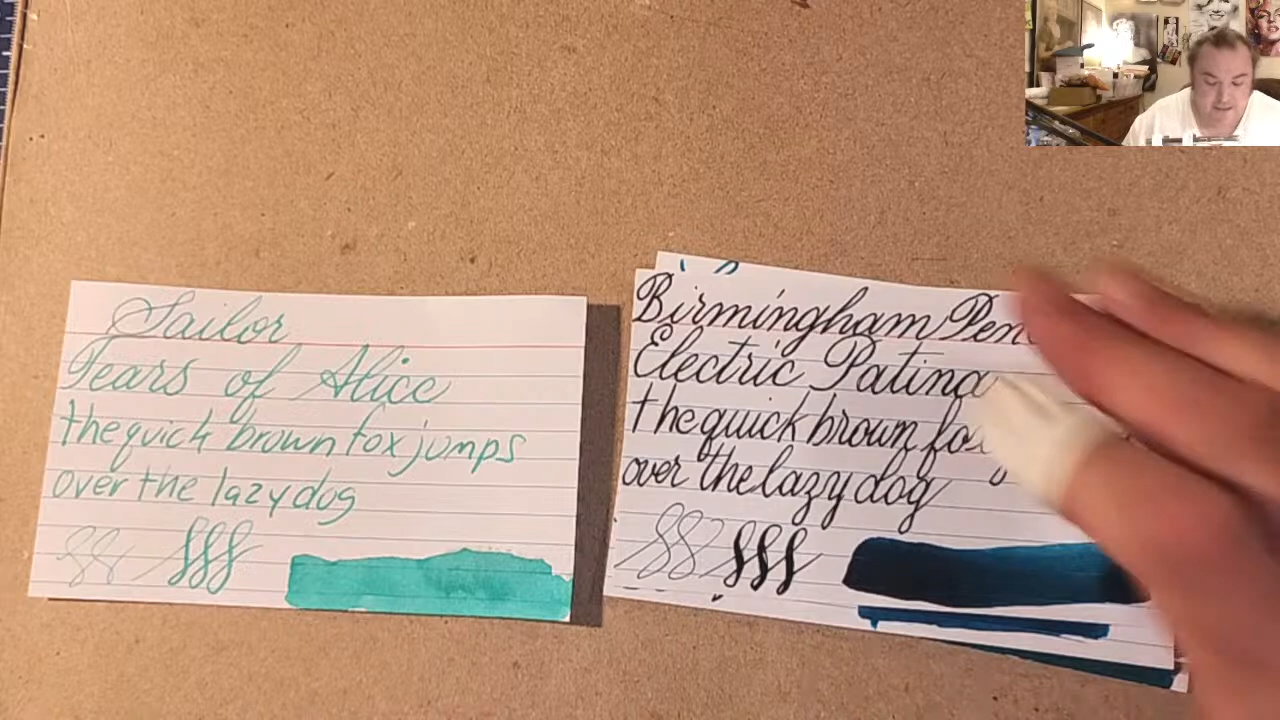 Sailor
Tears of Alice
the quick brown fox jumps
over the lazy dog
Birmingham Pen
Electric Patina
the quick brown
over the lazy dog